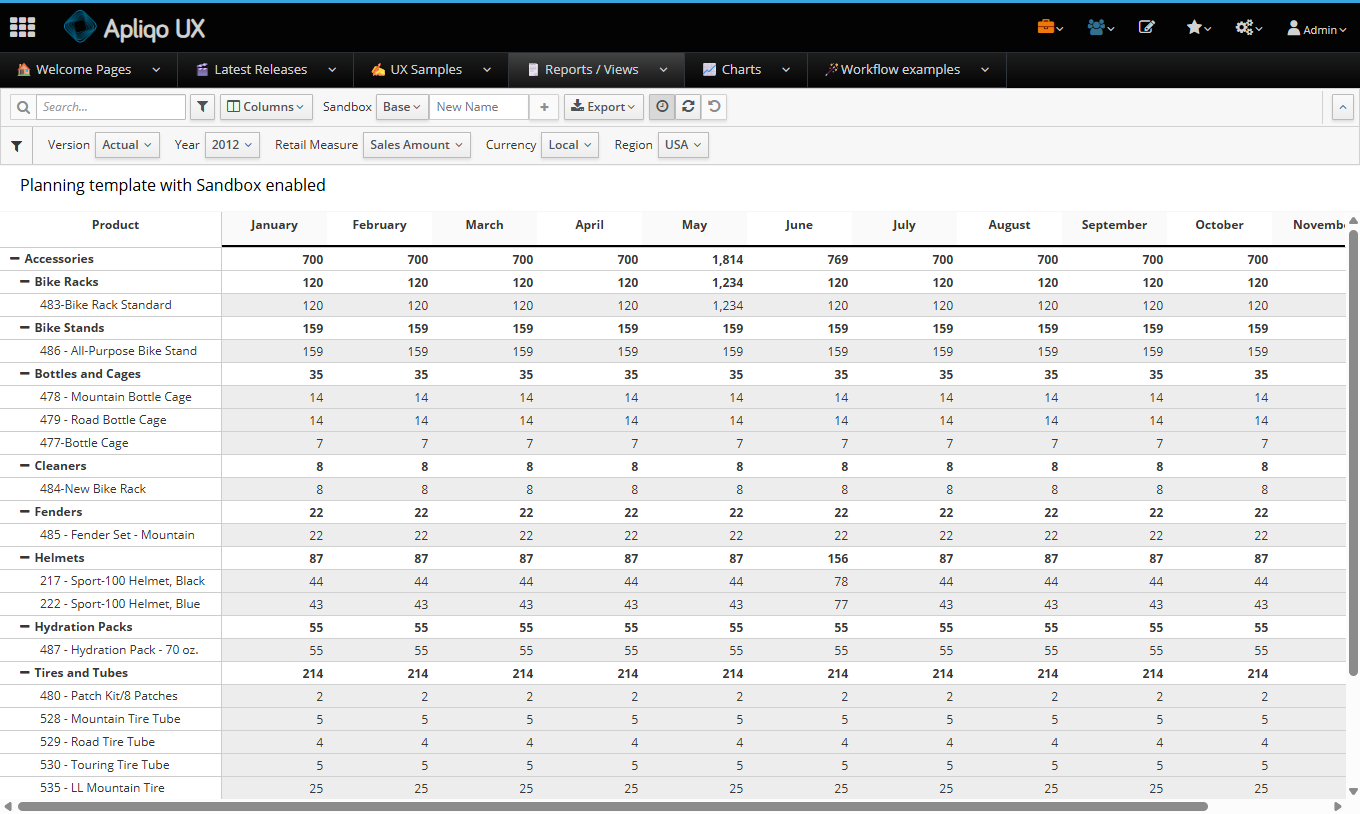 Apliqo UX Admin
Welcome Pages Latest Releases UX Samples Reports / Views Charts Workflow examples
Search... Columns Sandbox Base New Name + Export
Version Actual Year 2012 Retail Measure Sales Amount Currency Local Region USA
Planning template with Sandbox enabled
Product January February March April May June July August September October Novemb
Accessories 700 700 700 700 1,814 769 700 700 700 700
Bike Racks 120 120 120 120 1,234 120 120 120 120 120
483-Bike Rack Standard 120 120 120 120 1,234 120 120 120 120 120
Bike Stands 159 159 159 159 159 159 159 159 159 159
486 - All-Purpose Bike Stand 159 159 159 159 159 159 159 159 159 159
Bottles and Cages 35 35 35 35 35 35 35 35 35 35
478 - Mountain Bottle Cage 14 14 14 14 14 14 14 14 14 14
479 - Road Bottle Cage 14 14 14 14 14 14 14 14 14 14
477-Bottle Cage 7 7 7 7 7 7 7 7 7 7
Cleaners 8 8 8 8 8 8 8 8 8 8
484-New Bike Rack 8 8 8 8 8 8 8 8 8 8
Fenders 22 22 22 22 22 22 22 22 22 22
485 - Fender Set - Mountain 22 22 22 22 22 22 22 22 22 22
Helmets 87 87 87 87 87 156 87 87 87 87
217 - Sport-100 Helmet, Black 44 44 44 44 44 78 44 44 44 44
222 - Sport-100 Helmet, Blue 43 43 43 43 43 77 43 43 43 43
Hydration Packs 55 55 55 55 55 55 55 55 55 55
487 - Hydration Pack - 70 oz. 55 55 55 55 55 55 55 55 55 55
Tires and Tubes 214 214 214 214 214 214 214 214 214 214
480 - Patch Kit/8 Patches 2 2 2 2 2 2 2 2 2 2
528 - Mountain Tire Tube 5 5 5 5 5 5 5 5 5 5
529 - Road Tire Tube 4 4 4 4 4 4 4 4 4 4
530 - Touring Tire Tube 5 5 5 5 5 5 5 5 5 5
535 - LL Mountain Tire 25 25 25 25 25 25 25 25 25 25